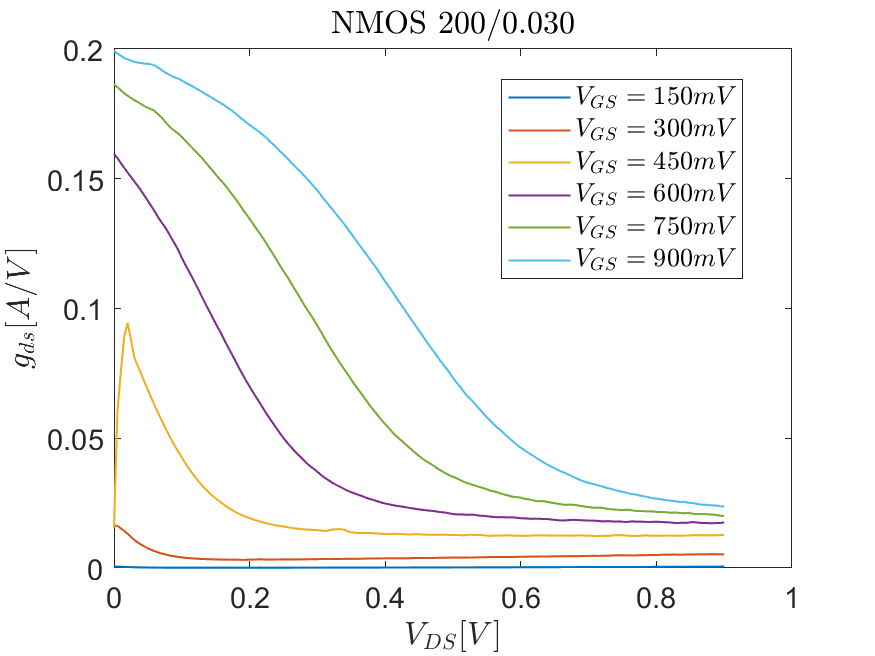 NMOS 200/0.030
0.2
0.15
0.1
0.05
0
g_{ds}[A/V]
V_{GS} = 150mV
V_{GS} = 300mV
V_{GS} = 450mV
V_{GS} = 600mV
V_{GS} = 750mV
V_{GS} = 900mV
0 0.2 0.4 0.6 0.8 1
V_{DS}[V]